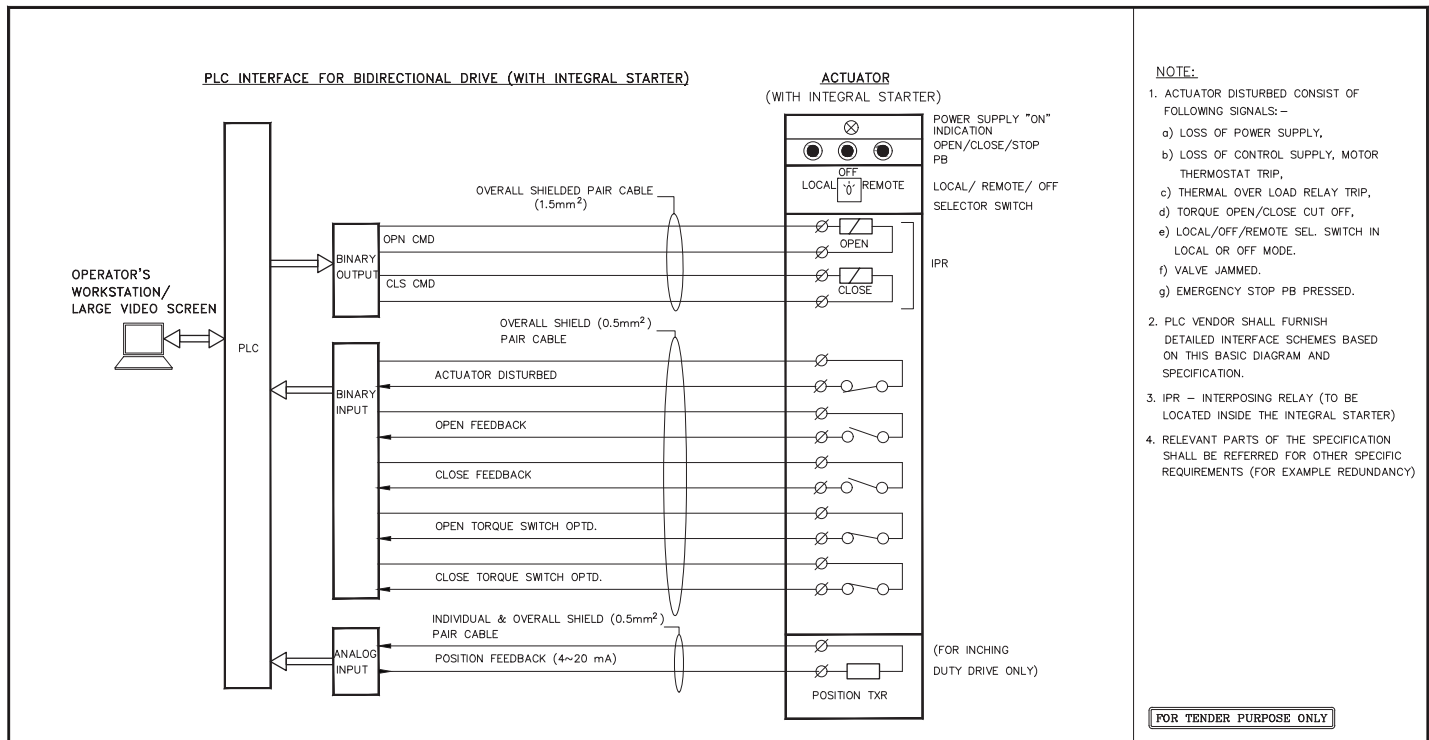 PLC INTERFACE FOR BIDIRECTIONAL DRIVE (WITH INTEGRAL STARTER)
ACTUATOR
(WITH INTEGRAL STARTER)
POWER SUPPLY "ON"
INDICATION
OPEN/CLOSE/STOP
PB
OFF
LOCAL
'0'
REMOTE
LOCAL/ REMOTE/ OFF
SELECTOR SWITCH
OVERALL SHIELDED PAIR CABLE
(1.5mm²)
OPN CMD
BINARY
OUTPUT
CLS CMD
OPEN
CLOSE
IPR
OPERATOR'S
WORKSTATION/
LARGE VIDEO SCREEN
PLC
OVERALL SHIELD (0.5mm²)
PAIR CABLE
BINARY
INPUT
ACTUATOR DISTURBED
OPEN FEEDBACK
CLOSE FEEDBACK
OPEN TORQUE SWITCH OPTD.
CLOSE TORQUE SWITCH OPTD.
INDIVIDUAL & OVERALL SHIELD (0.5mm²)
PAIR CABLE
ANALOG
INPUT
POSITION FEEDBACK (4~20 mA)
POSITION TXR
(FOR INCHING
DUTY DRIVE ONLY)
NOTE:
1. ACTUATOR DISTURBED CONSIST OF
FOLLOWING SIGNALS:–
a) LOSS OF POWER SUPPLY,
b) LOSS OF CONTROL SUPPLY, MOTOR
THERMOSTAT TRIP,
c) THERMAL OVER LOAD RELAY TRIP,
d) TORQUE OPEN/CLOSE CUT OFF,
e) LOCAL/OFF/REMOTE SEL. SWITCH IN
LOCAL OR OFF MODE.
f) VALVE JAMMED.
g) EMERGENCY STOP PB PRESSED.
2. PLC VENDOR SHALL FURNISH
DETAILED INTERFACE SCHEMES BASED
ON THIS BASIC DIAGRAM AND
SPECIFICATION.
3. IPR – INTERPOSING RELAY (TO BE
LOCATED INSIDE THE INTEGRAL STARTER)
4. RELEVANT PARTS OF THE SPECIFICATION
SHALL BE REFERRED FOR OTHER SPECIFIC
REQUIREMENTS (FOR EXAMPLE REDUNDANCY)
FOR TENDER PURPOSE ONLY